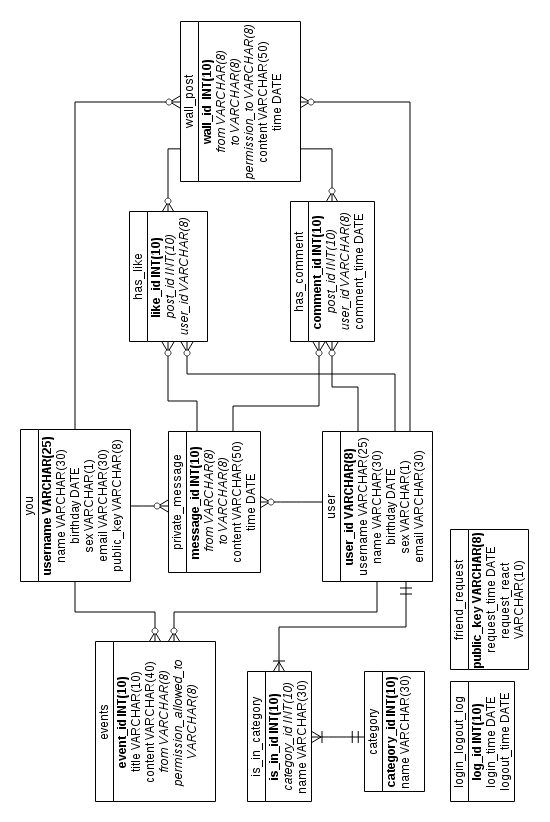 wall_post
wall_id INT(10)
from VARCHAR(8)
to VARCHAR(8)
permission_to VARCHAR(8)
content VARCHAR(50)
time DATE
has_like
like_id INT(10)
post_id INT(10)
user_id VARCHAR(8)
has_comment
comment_id INT(10)
post_id INT(10)
user_id VARCHAR(8)
comment_time DATE
you
username VARCHAR(25)
name VARCHAR(30)
birthday DATE
sex VARCHAR(1)
email VARCHAR(30)
public_key VARCHAR(8)
private_message
message_id INT(10)
from VARCHAR(8)
to VARCHAR(8)
content VARCHAR(50)
time DATE
user
user_id VARCHAR(8)
username VARCHAR(25)
name VARCHAR(30)
birthday DATE
sex VARCHAR(1)
email VARCHAR(30)
friend_request
public_key VARCHAR(8)
request_time DATE
request_react
VARCHAR(10)
events
event_id INT(10)
title VARCHAR(10)
content VARCHAR(40)
from VARCHAR(8)
permission_allowed_to
VARCHAR(8)
is_in_category
is_in_id INT(10)
category_id INT(10)
name VARCHAR(30)
category
category_id INT(10)
name VARCHAR(30)
login_logout_log
log_id INT(10)
login_time DATE
logout_time DATE